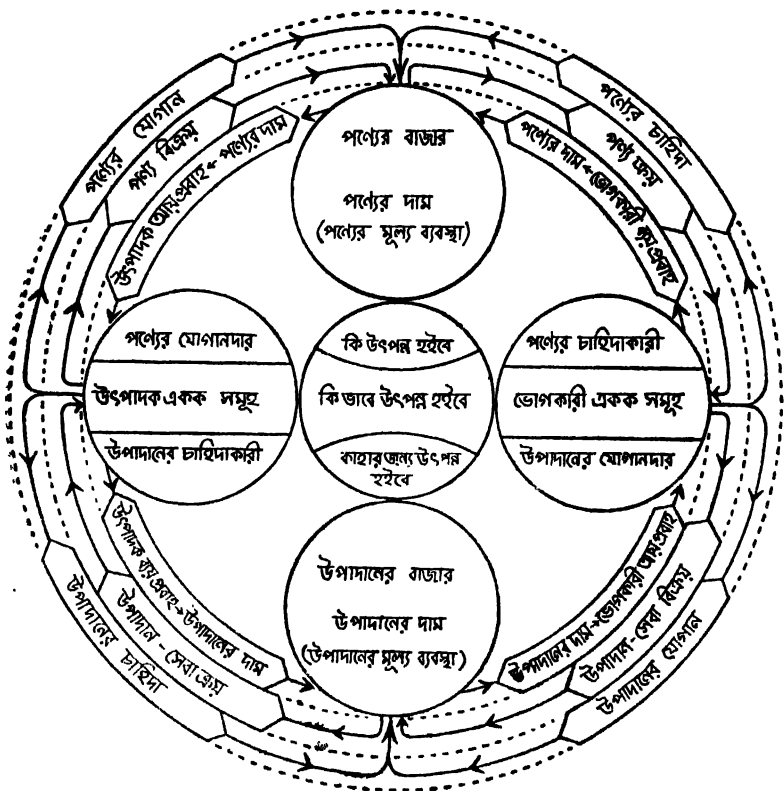 পণ্যের যোগান
পণ্য বিক্রয়
উৎপাদক আয় প্রবাহ ← পণ্যের দাম
পণ্যের চাহিদা
পণ্য ক্রয়
পণ্যের দাম ← ভোগকারী ব্যয় প্রবাহ
পণ্যের বাজার
পণ্যের দাম
(পণ্যের মূল্য ব্যবস্থা)
পণ্যের যোগানদার
উৎপাদক একক সমূহ
উপাদানের চাহিদাকারী
কি উৎপন্ন হইবে
কি ভাবে উৎপন্ন হইবে
কাহার জন্য উৎপন্ন
হইবে
পণ্যের চাহিদাকারী
ভোগকারী একক সমূহ
উপাদানের যোগানদার
উপাদানের বাজার
উপাদানের দাম
(উপাদানের মূল্য ব্যবস্থা)
উৎপাদক ব্যয় প্রবাহ → উপাদানের দাম
উপাদান - সেবা ক্রয়
উপাদানের চাহিদা
উপাদানের দাম → ভোগকারী আয় প্রবাহ
উপাদান - সেবা বিক্রয়
উপাদানের যোগান